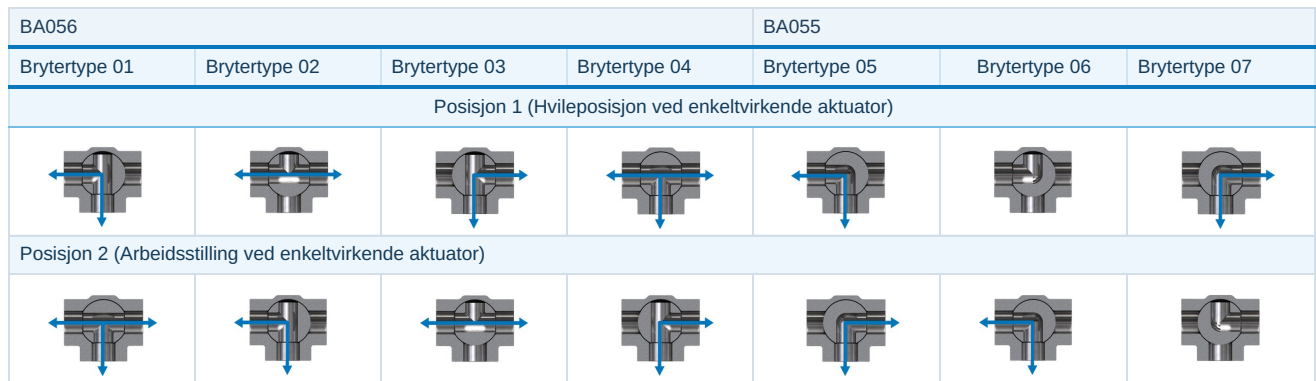 BA056 BA055
Brytertype 01 Brytertype 02 Brytertype 03 Brytertype 04 Brytertype 05 Brytertype 06 Brytertype 07
Posisjon 1 (Hvileposisjon ved enkeltvirkende aktuator)
Posisjon 2 (Arbeidsstilling ved enkeltvirkende aktuator)